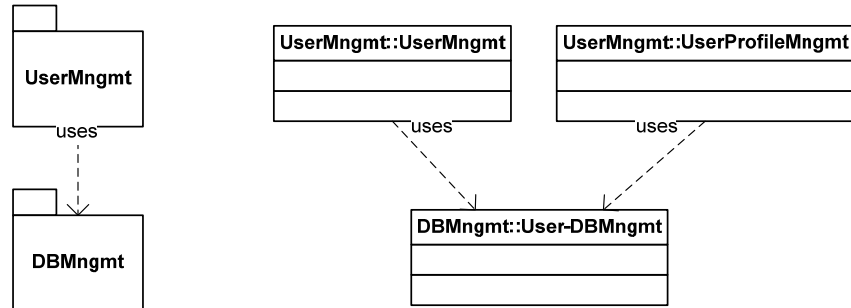 UserMngmt
uses
DBMngmt
UserMngmt::UserMngmt
UserMngmt::UserProfileMngmt
uses
uses
DBMngmt::User-DBMngmt